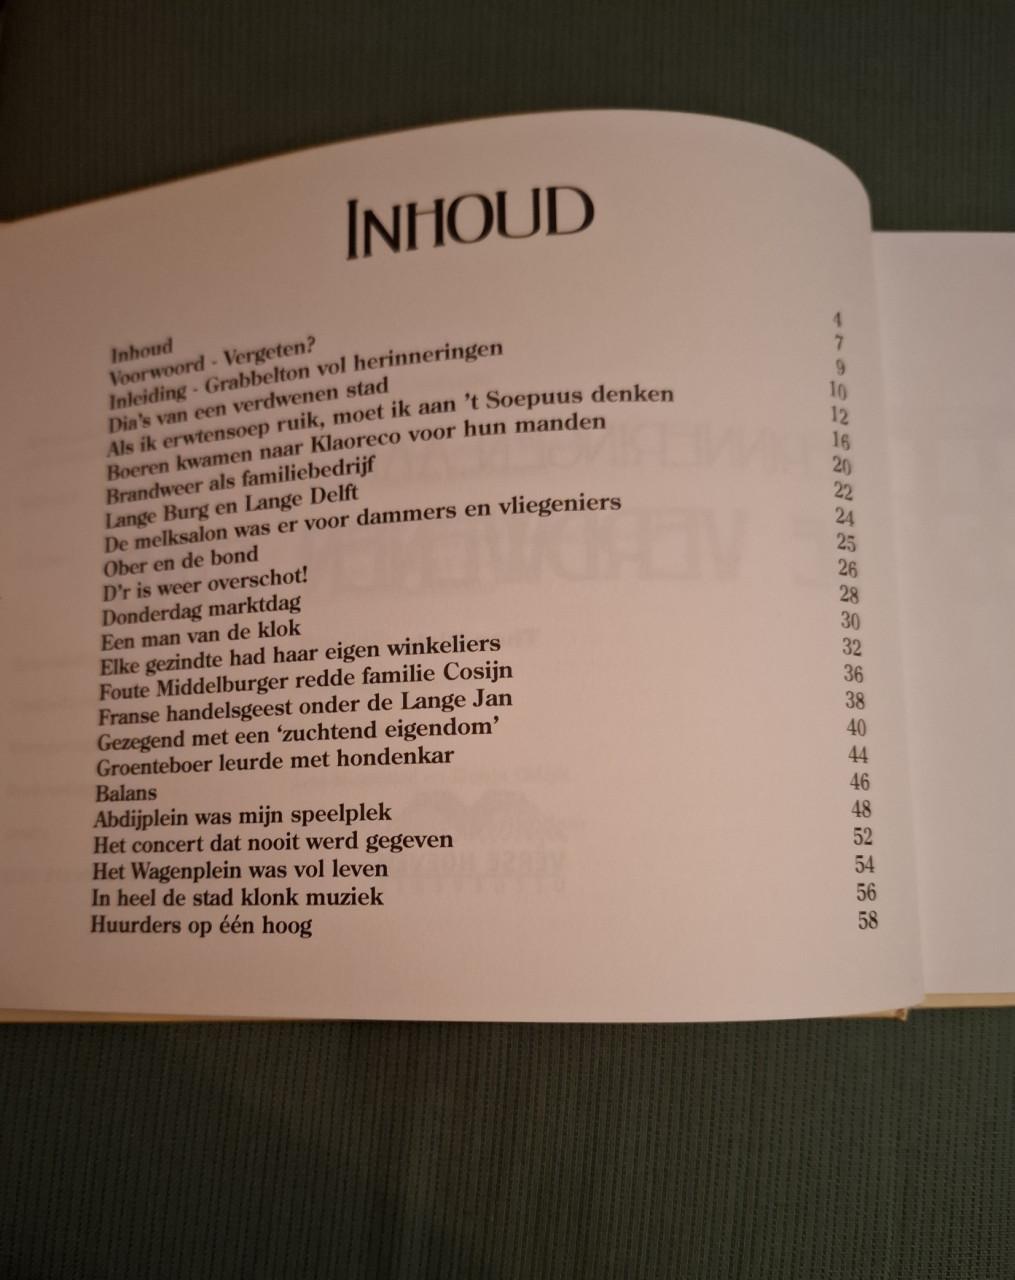 INHOUD
Inhoud 4
Voorwoord - Vergeten? 7
Inleiding - Grabbelton vol herinneringen 9
Dia's van een verdwenen stad 10
Als ik erwtensoep ruik, moet ik aan 't Soepuus denken 12
Boeren kwamen naar Klaoreco voor hun manden 16
Brandweer als familiebedrijf 20
Lange Burg en Lange Delft 22
De melksalon was er voor dammers en vliegeniers 24
Ober en de bond 25
D'r is weer overschot! 26
Donderdag marktdag 28
Een man van de klok 30
Elke gezindte had haar eigen winkeliers 32
Foute Middelburger redde familie Cosijn 36
Franse handelsgeest onder de Lange Jan 38
Gezegend met een ‘zuchtend eigendom’ 40
Groenteboer leurde met hondenkar 44
Balans 46
Abdijplein was mijn speelplek 48
Het concert dat nooit werd gegeven 52
Het Wagenplein was vol leven 54
In heel de stad klonk muziek 56
Huurders op één hoog 58